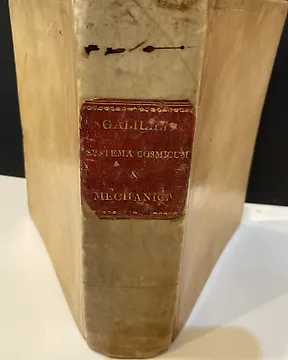 GALILÆI
SYSTEMA COSMICUM
&
MECHANICA